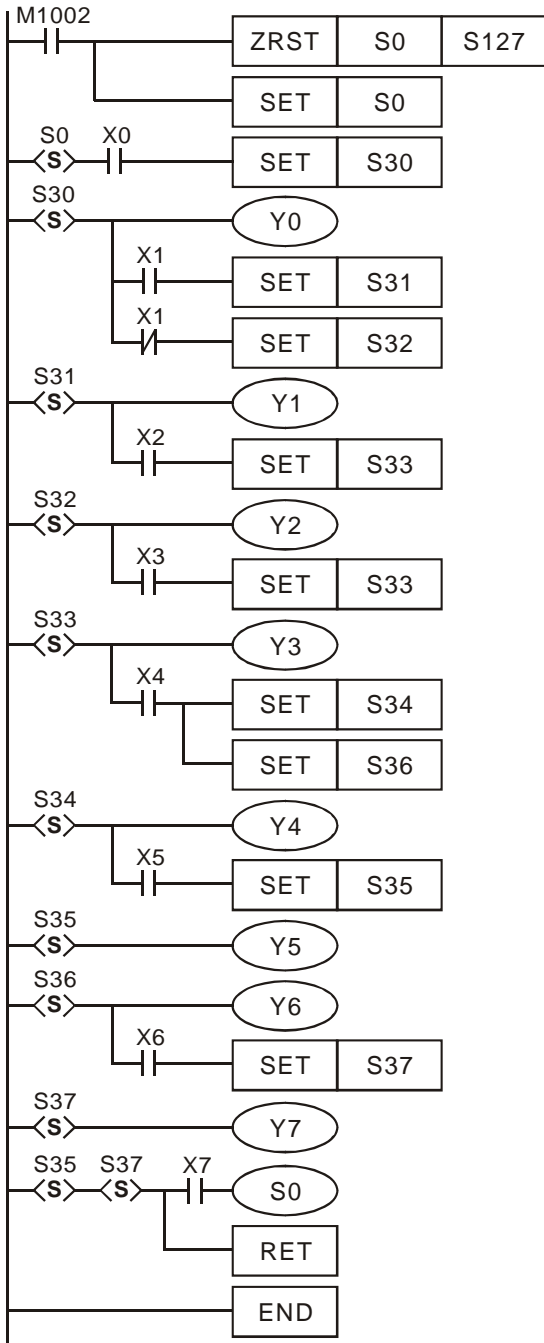 M1002
ZRST S0 S127
SET S0
S0 X0
S SET S30
S30
S Y0
X1
SET S31
X1
SET S32
S31
S Y1
X2
SET S33
S32
S Y2
X3
SET S33
S33
S Y3
X4
SET S34
SET S36
S34
S Y4
X5
SET S35
S35
S Y5
S36
S Y6
X6
SET S37
S37
S Y7
S35 S37 X7
S S S0
RET
END